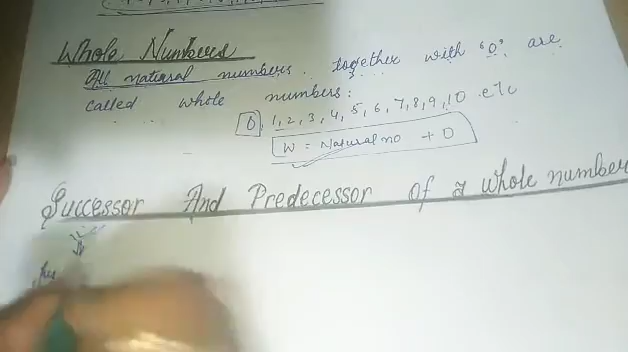 Whole Numbers
All natural numbers together with '0' are
called whole numbers:
0, 1, 2, 3, 4, 5, 6, 7, 8, 9, 10 etc
W = Natural no + 0
Successor And Predecessor of a whole number